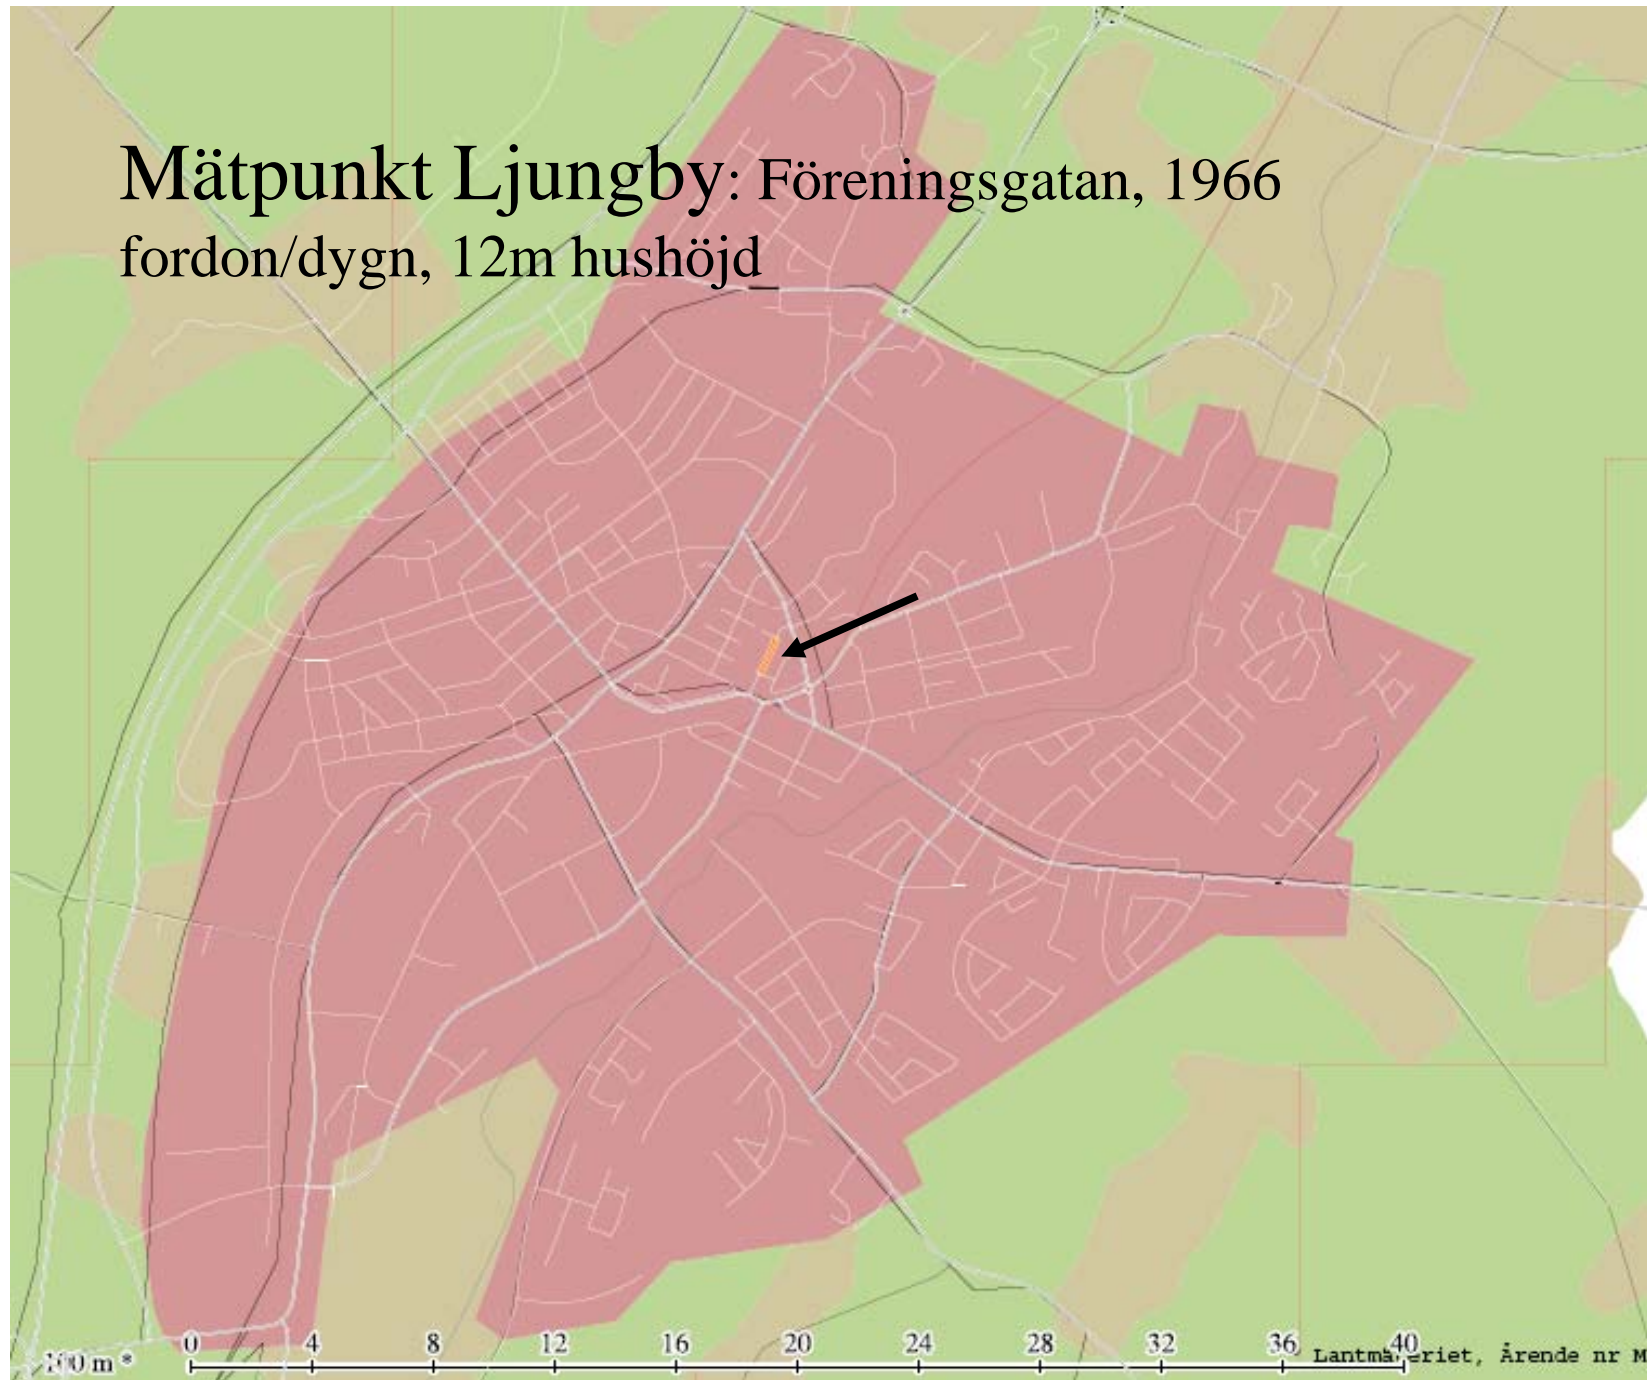 Mätpunkt Ljungby: Föreningsgatan, 1966
fordon/dygn, 12m hushöjd
100 m * 0 4 8 12 16 20 24 28 32 36 40
Lantmäteriet, Ärende nr M